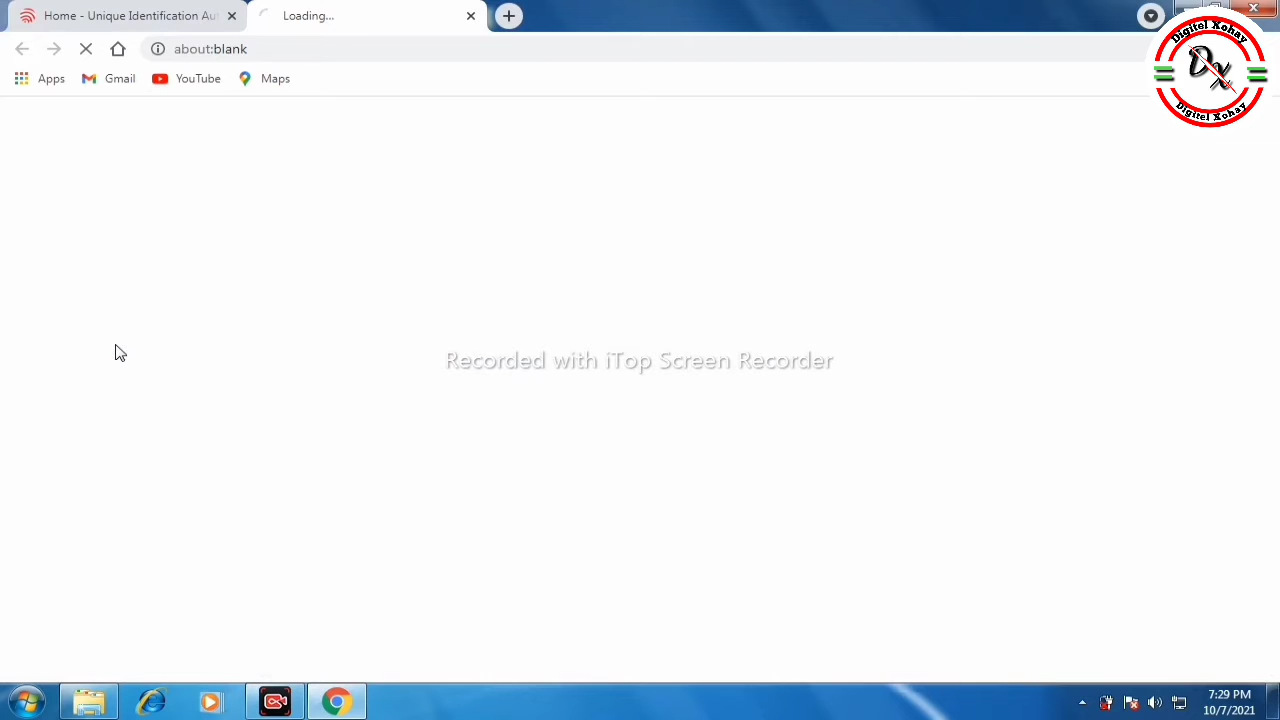 Home - Unique Identification Aut
Loading...
about:blank
Apps
Gmail
YouTube
Maps
Digitel Xohay
Dx
Digitel Xohay
Recorded with iTop Screen Recorder
7:29 PM
10/7/2021